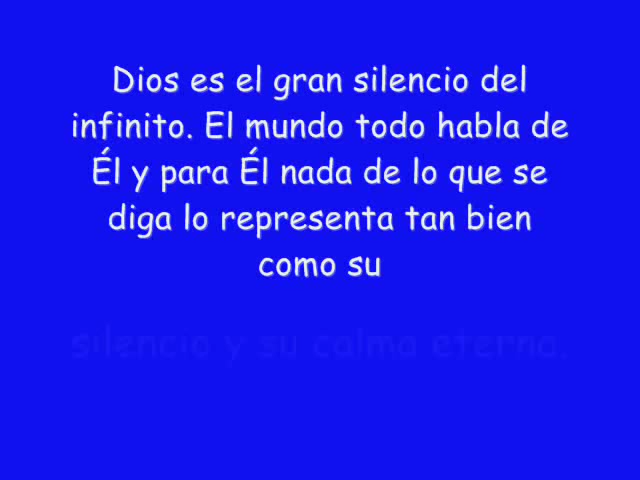 Dios es el gran silencio del
infinito. El mundo todo habla de
Él y para Él nada de lo que se
diga lo representa tan bien
como su
silencio y su calma eterna.